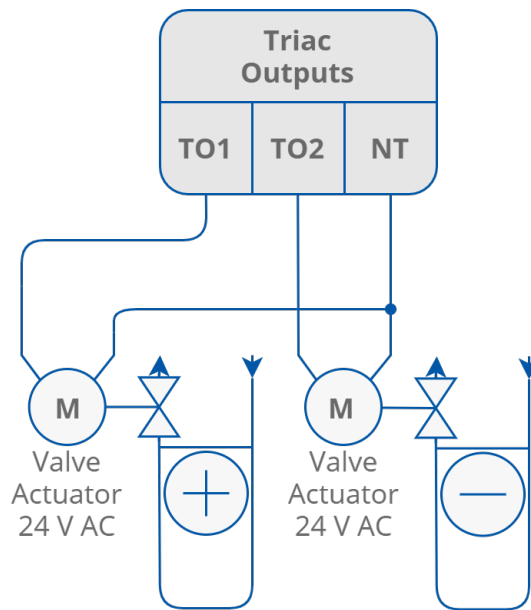 Triac
Outputs
TO1
TO2
NT
M
M
Valve
Actuator
24 V AC
Valve
Actuator
24 V AC